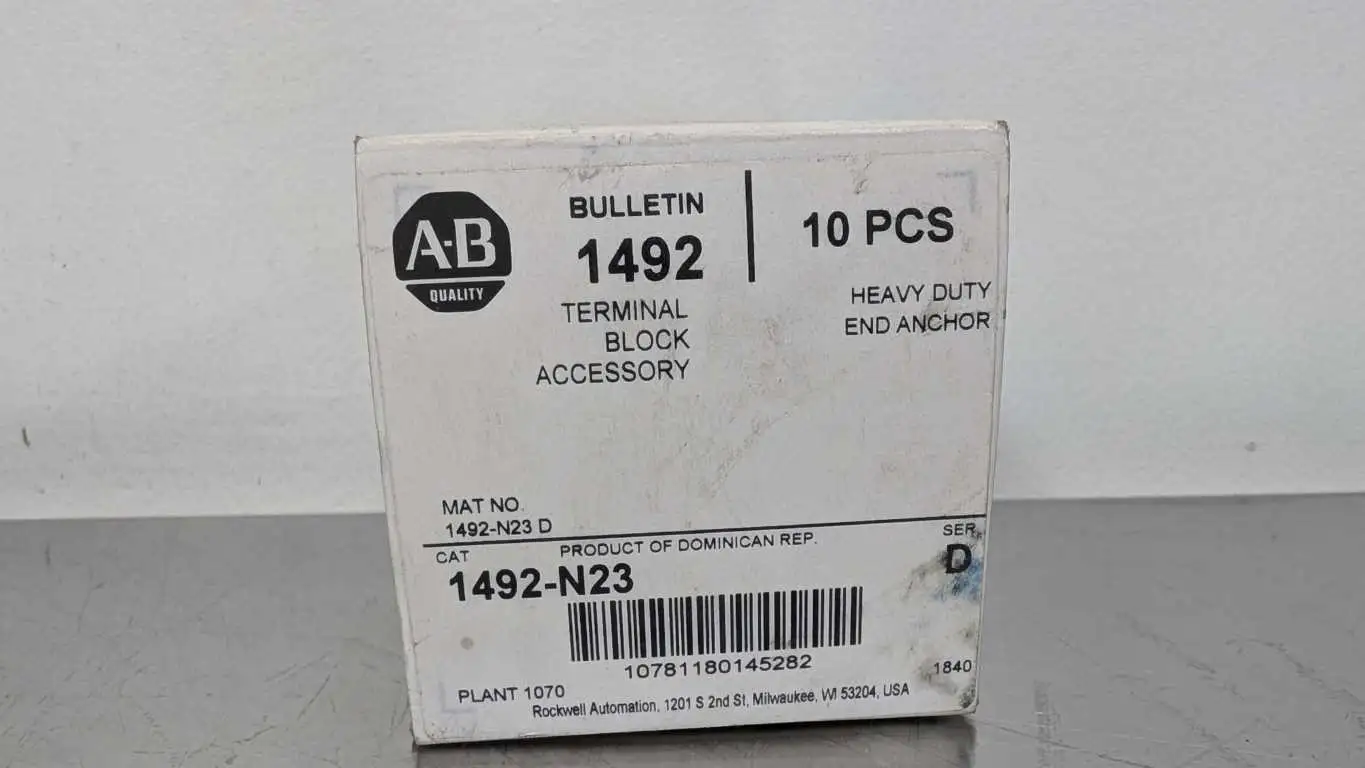 A-B
QUALITY
BULLETIN
1492
TERMINAL
BLOCK
ACCESSORY
10 PCS
HEAVY DUTY
END ANCHOR
MAT NO.
1492-N23 D
CAT
PRODUCT OF DOMINICAN REP.
SER.
1492-N23
D
10781180145282
1840
PLANT 1070
Rockwell Automation, 1201 S 2nd St, Milwaukee, WI 53204, USA